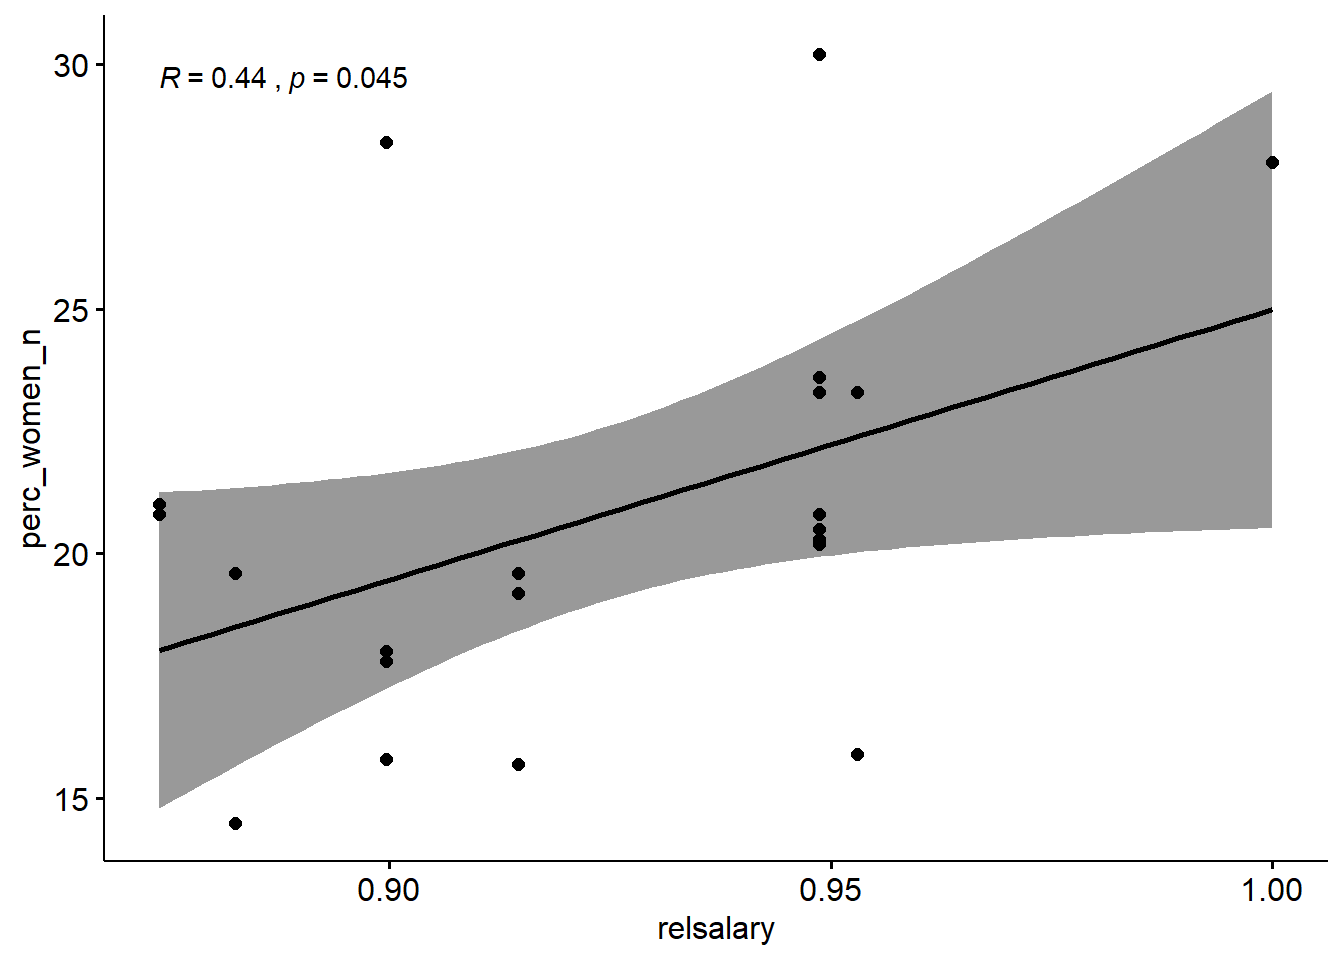 R = 0.44 , p = 0.045
30
25
20
15
perc_women_n
0.90 0.95 1.00
relsalary